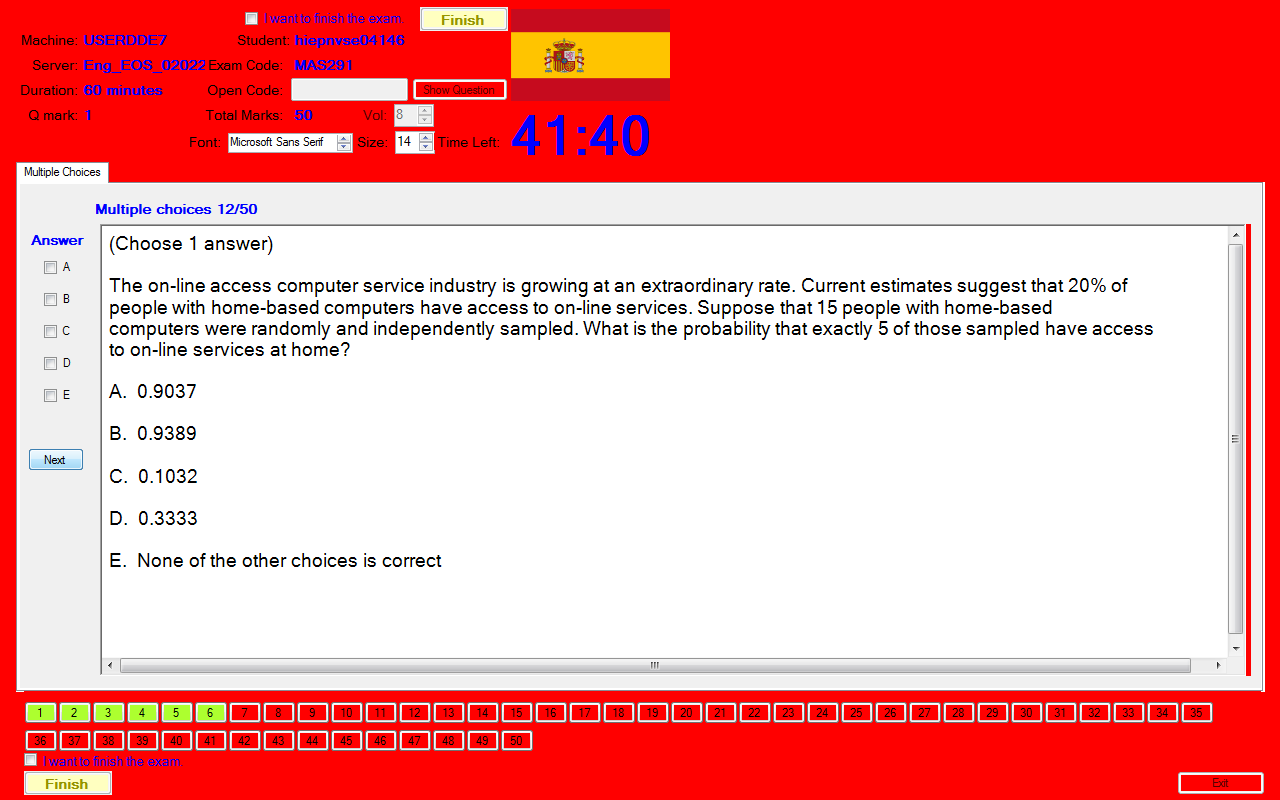 I want to finish the exam.
Finish
Machine: USERDDE7 Student: hiepnvse04146
Server: Eng_EOS_02022 Exam Code: MAS291
Duration: 60 minutes Open Code: Show Question
Q mark: 1 Total Marks: 50 Vol: 8
Font: Microsoft Sans Serif Size: 14 Time Left: 41:40
Multiple Choices
Multiple choices 12/50
Answer
A
B
C
D
E
Next
(Choose 1 answer)
The on-line access computer service industry is growing at an extraordinary rate. Current estimates suggest that 20% of
people with home-based computers have access to on-line services. Suppose that 15 people with home-based
computers were randomly and independently sampled. What is the probability that exactly 5 of those sampled have access
to on-line services at home?
A. 0.9037
B. 0.9389
C. 0.1032
D. 0.3333
E. None of the other choices is correct
1 2 3 4 5 6 7 8 9 10 11 12 13 14 15 16 17 18 19 20 21 22 23 24 25 26 27 28 29 30 31 32 33 34 35
36 37 38 39 40 41 42 43 44 45 46 47 48 49 50
I want to finish the exam.
Finish
Exit